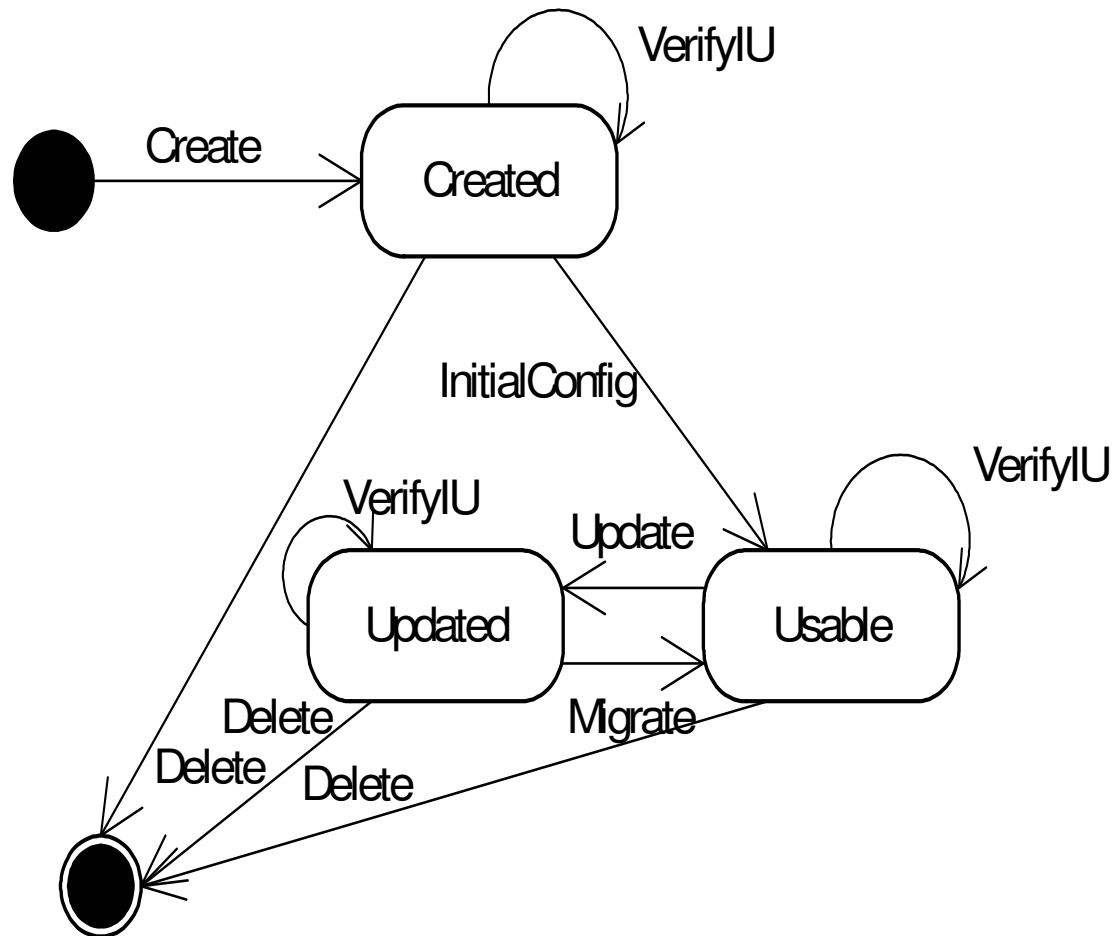 VerifyIU
Create
Created
InitialConfig
VerifyIU
VerifyIU
Update
Updated
Usable
Delete
Migrate
Delete
Delete